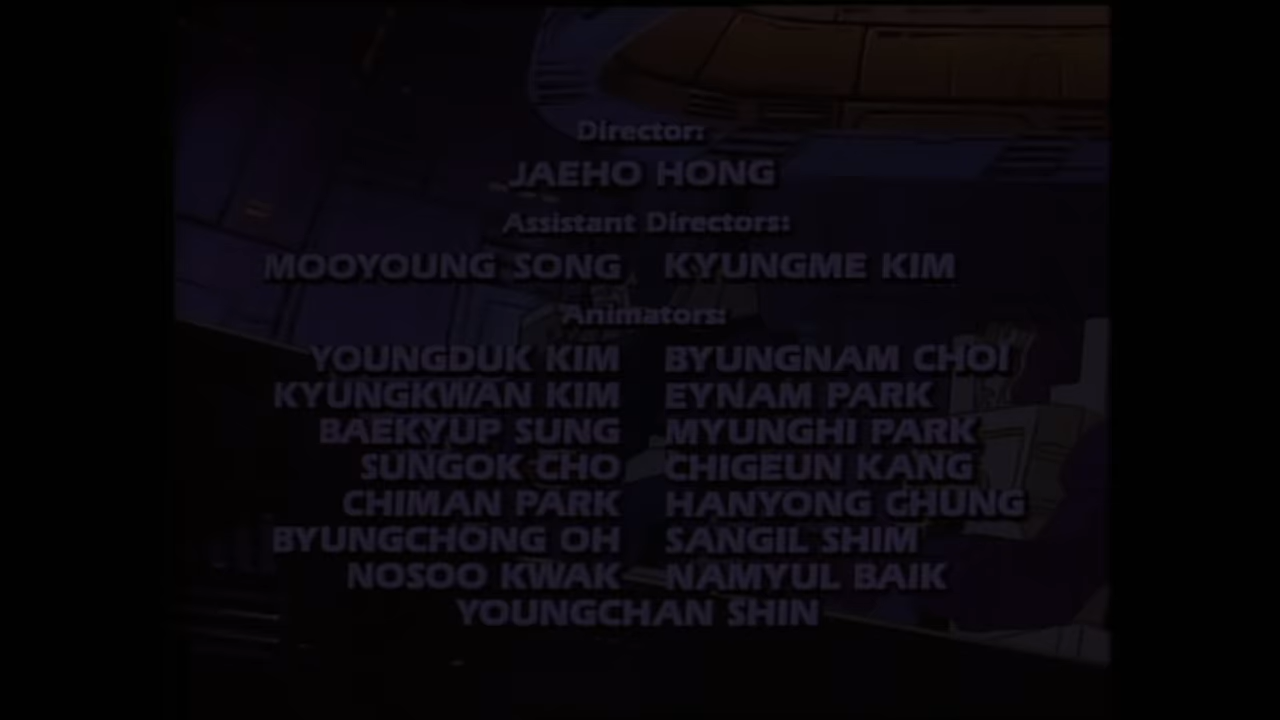 Director:
JAEHO HONG
Assistant Directors:
MOOYOUNG SONG KYUNGME KIM
Animators:
YOUNGDUK KIM BYUNGNAM CHOI
KYUNGKWAN KIM EYNAM PARK
BAEKYUP SUNG MYUNGHI PARK
SUNGOK CHO CHIGEUN KANG
CHIMAN PARK HANYONG CHUNG
BYUNGCHONG OH SANGIL SHIM
NOSOO KWAK NAMYUL BAIK
YOUNGCHAN SHIN